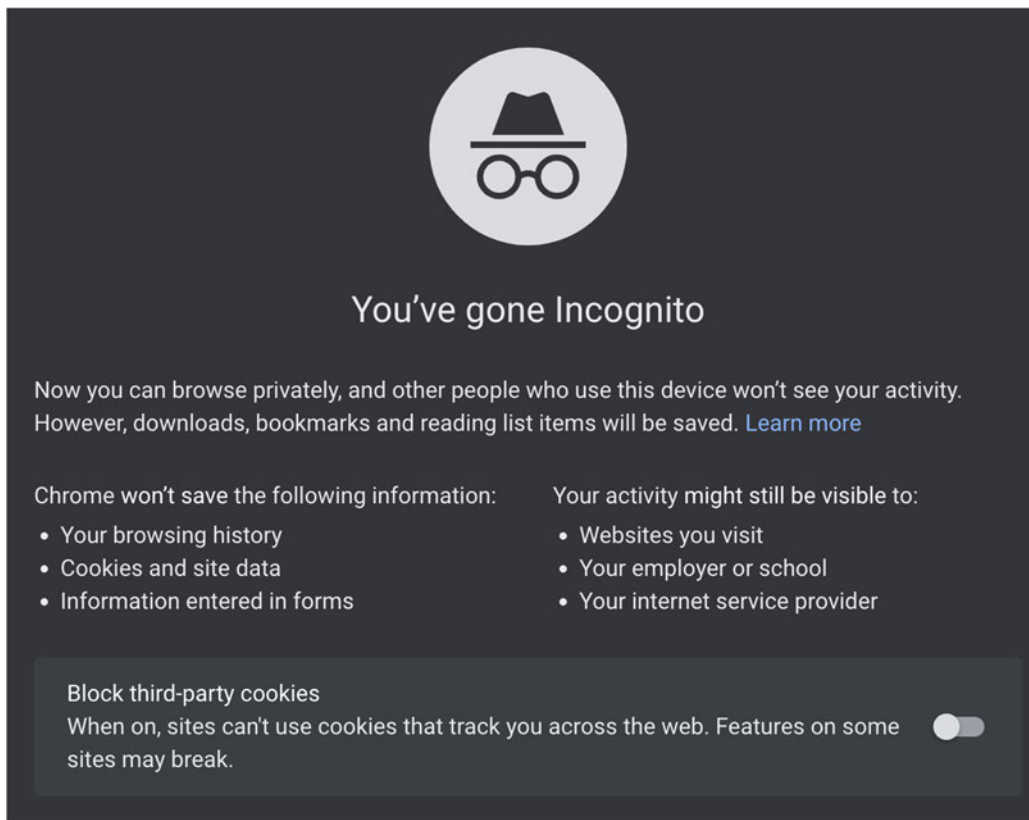 You've gone Incognito
Now you can browse privately, and other people who use this device won't see your activity.
However, downloads, bookmarks and reading list items will be saved. Learn more
Chrome won't save the following information:
• Your browsing history
• Cookies and site data
• Information entered in forms
Your activity might still be visible to:
• Websites you visit
• Your employer or school
• Your internet service provider
Block third-party cookies
When on, sites can't use cookies that track you across the web. Features on some
sites may break.